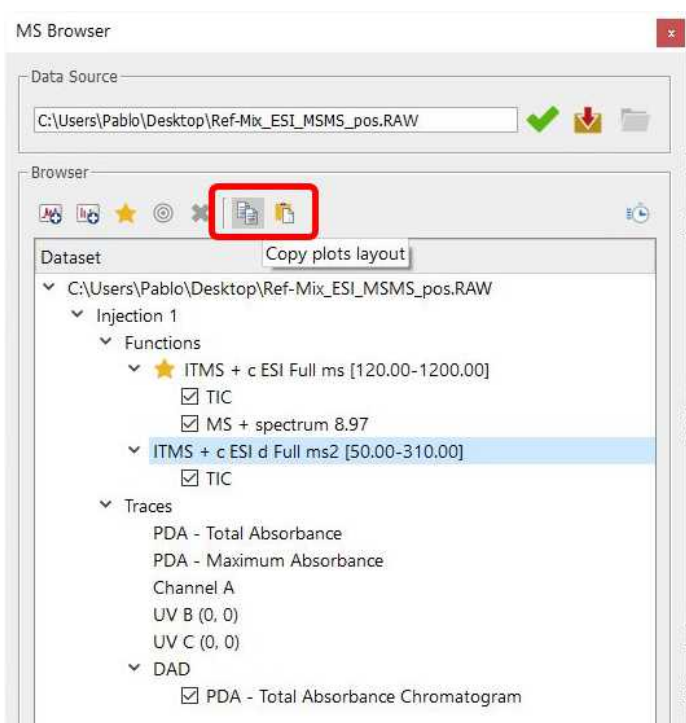 MS Browser
x
Data Source
C:\Users\Pablo\Desktop\Ref-Mix_ESI_MSMS_pos.RAW
Browser
Copy plots layout
Dataset
C:\Users\Pablo\Desktop\Ref-Mix_ESI_MSMS_pos.RAW
Injection 1
Functions
ITMS + c ESI Full ms [120.00-1200.00]
TIC
MS + spectrum 8.97
ITMS + c ESI d Full ms2 [50.00-310.00]
TIC
Traces
PDA - Total Absorbance
PDA - Maximum Absorbance
Channel A
UV B (0, 0)
UV C (0, 0)
DAD
PDA - Total Absorbance Chromatogram